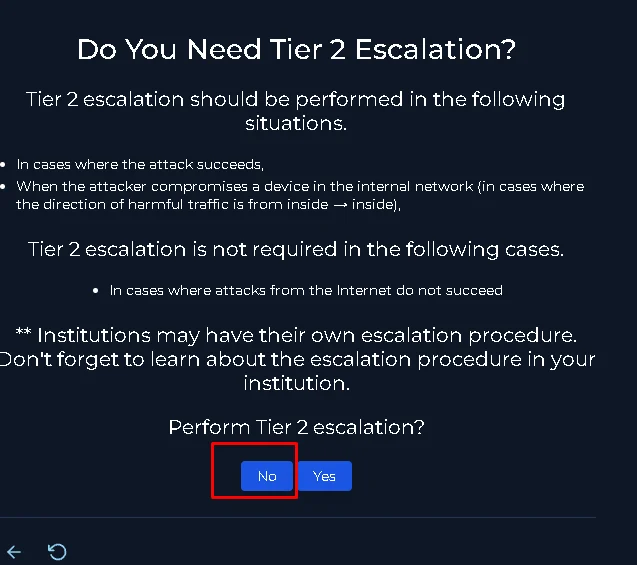 Do You Need Tier 2 Escalation?
Tier 2 escalation should be performed in the following
situations.
In cases where the attack succeeds,
When the attacker compromises a device in the internal network (in cases where
the direction of harmful traffic is from inside → inside),
Tier 2 escalation is not required in the following cases.
In cases where attacks from the Internet do not succeed
** Institutions may have their own escalation procedure.
Don't forget to learn about the escalation procedure in your
institution.
Perform Tier 2 escalation?
No Yes